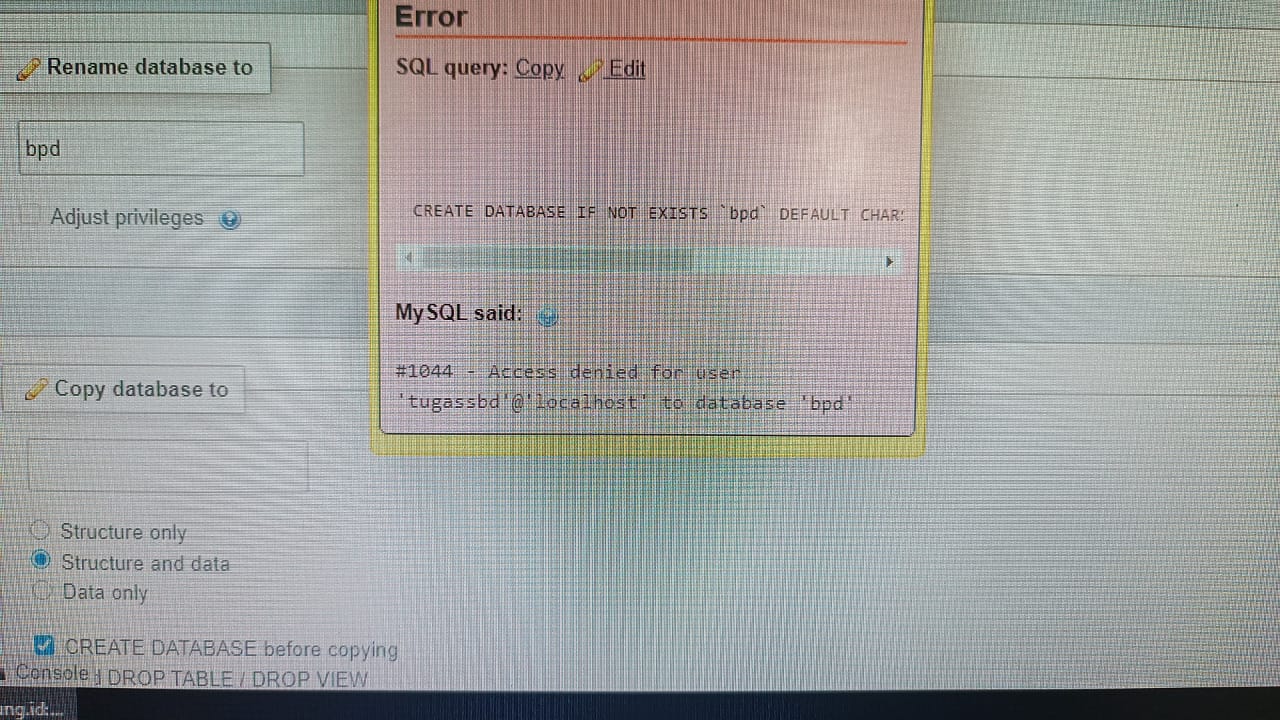 Error
SQL query: Copy Edit
CREATE DATABASE IF NOT EXISTS `bpd` DEFAULT CHAR
MySQL said:
#1044 - Access denied for user
'tugassbd'@'localhost' to database 'bpd'
Rename database to
bpd
Adjust privileges
Copy database to
Structure only
Structure and data
Data only
CREATE DATABASE before copying
Console DROP TABLE / DROP VIEW
ng.id:...